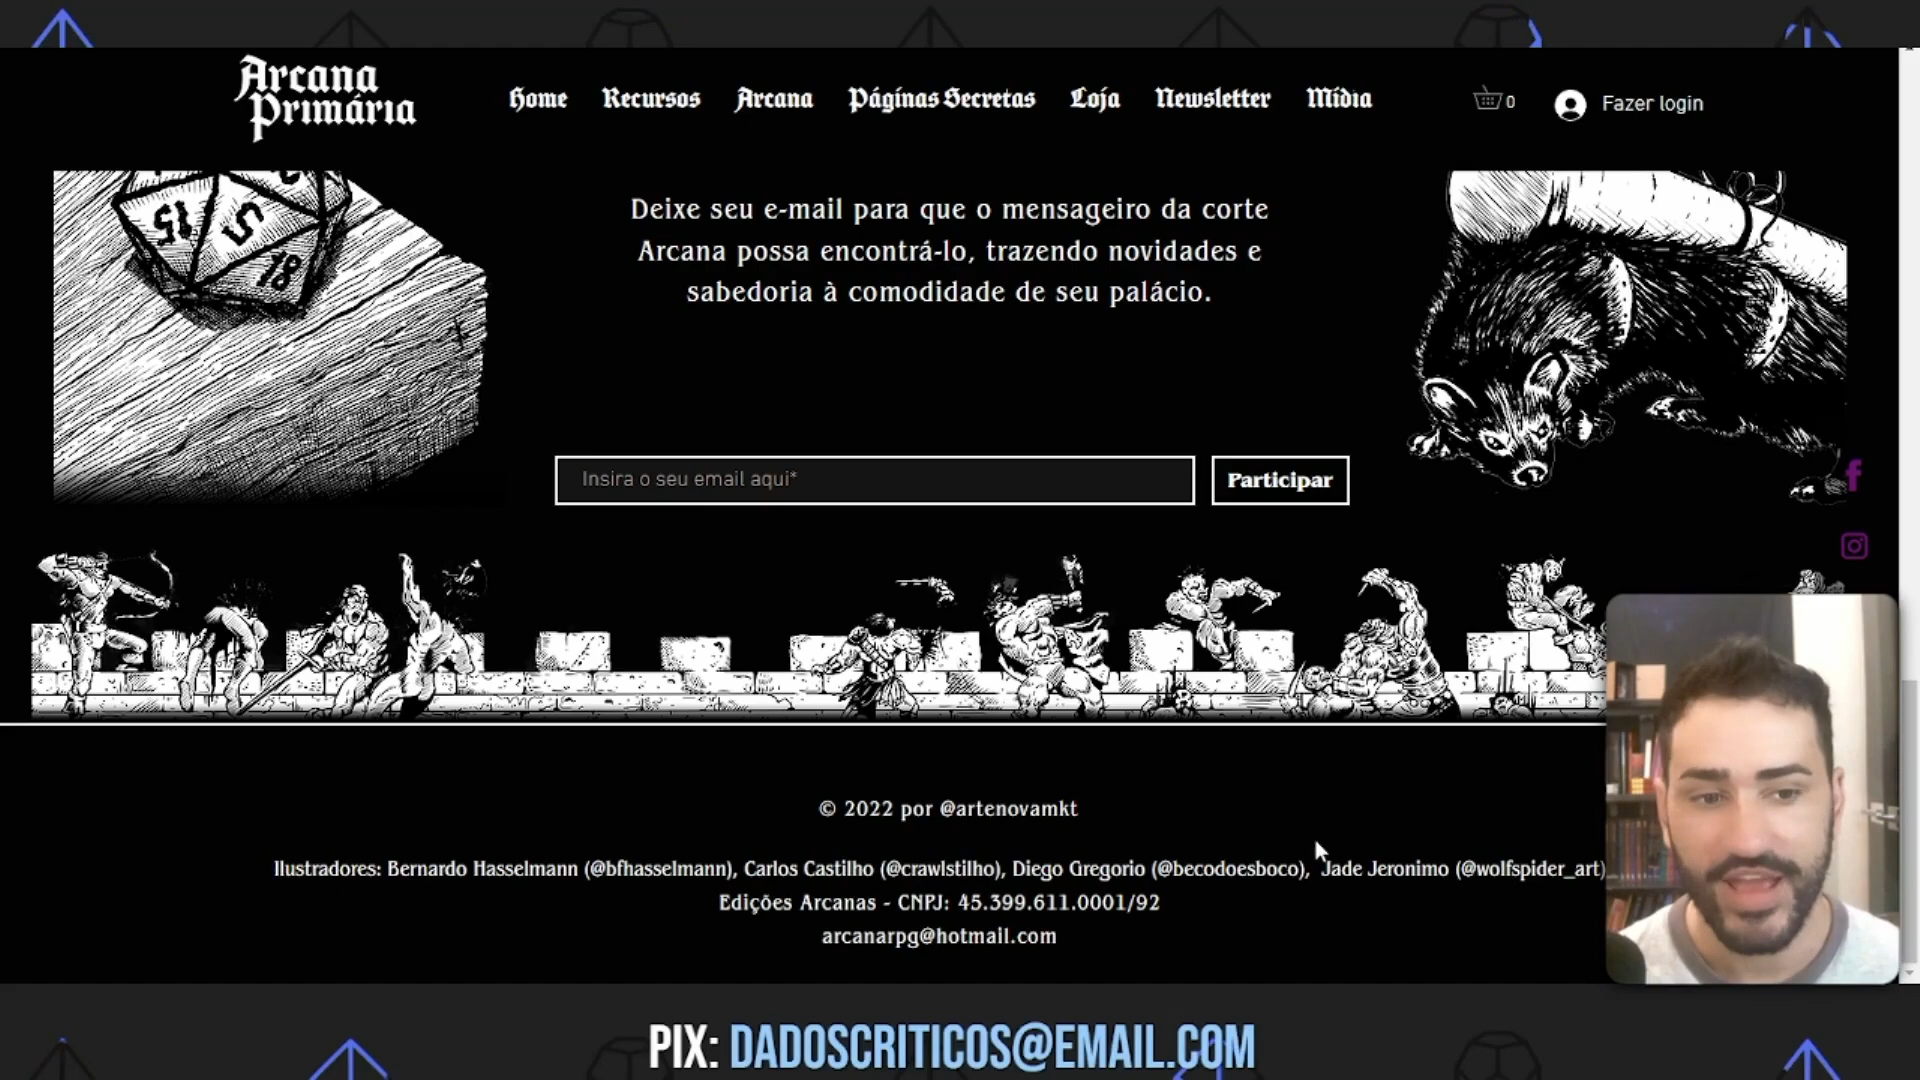 Arcana
Primária
Home Recursos Arcana Páginas Secretas Loja Newsletter Mídia
0
Fazer login
15 5 18
Deixe seu e-mail para que o mensageiro da corte
Arcana possa encontrá-lo, trazendo novidades e
sabedoria à comodidade de seu palácio.
Insira o seu email aqui*
Participar
© 2022 por @artenovamkt
Ilustradores: Bernardo Hasselmann (@bfhasselmann), Carlos Castilho (@crawlstilho), Diego Gregorio (@becodoesboco), Jade Jeronimo (@wolfspider_art)
Edições Arcanas - CNPJ: 45.399.611.0001/92
arcanarpg@hotmail.com
PIX: DADOSCRITICOS@EMAIL.COM